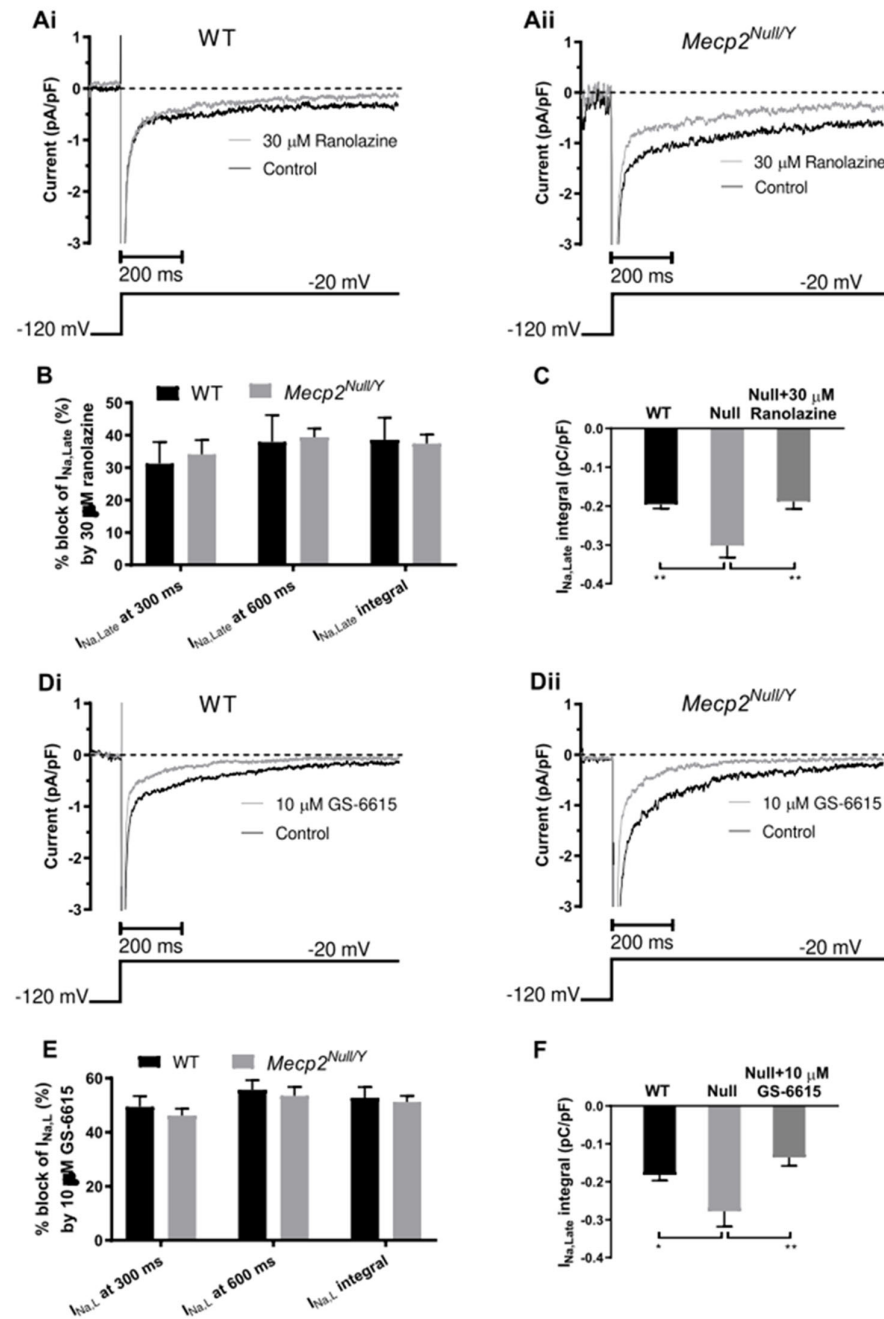 Ai
WT
Current (pA/pF)
1
0
-1
-2
-3
30 μM Ranolazine
Control
200 ms
-20 mV
-120 mV
Aii
Mecp2Null/Y
Current (pA/pF)
1
0
-1
-2
-3
30 μM Ranolazine
Control
200 ms
-20 mV
-120 mV
B
WT
Mecp2Null/Y
% block of INa,Late (%)
by 30 μM ranolazine
50
40
30
20
10
0
INa,Late at 300 ms
INa,Late at 600 ms
INa,Late integral
C
WT
Null
Null+30 μM
Ranolazine
INa,Late integral (pC/pF)
0.0
-0.1
-0.2
-0.3
-0.4
**
**
Di
WT
Current (pA/pF)
1
0
-1
-2
-3
10 μM GS-6615
Control
200 ms
-20 mV
-120 mV
Dii
Mecp2Null/Y
Current (pA/pF)
1
0
-1
-2
-3
10 μM GS-6615
Control
200 ms
-20 mV
-120 mV
E
WT
Mecp2Null/Y
% block of INa,L (%)
by 10 μM GS-6615
60
40
20
0
INa,L at 300 ms
INa,L at 600 ms
INa,L integral
F
WT
Null
Null+10 μM
GS-6615
INa,Late integral (pC/pF)
0.0
-0.1
-0.2
-0.3
-0.4
*
**